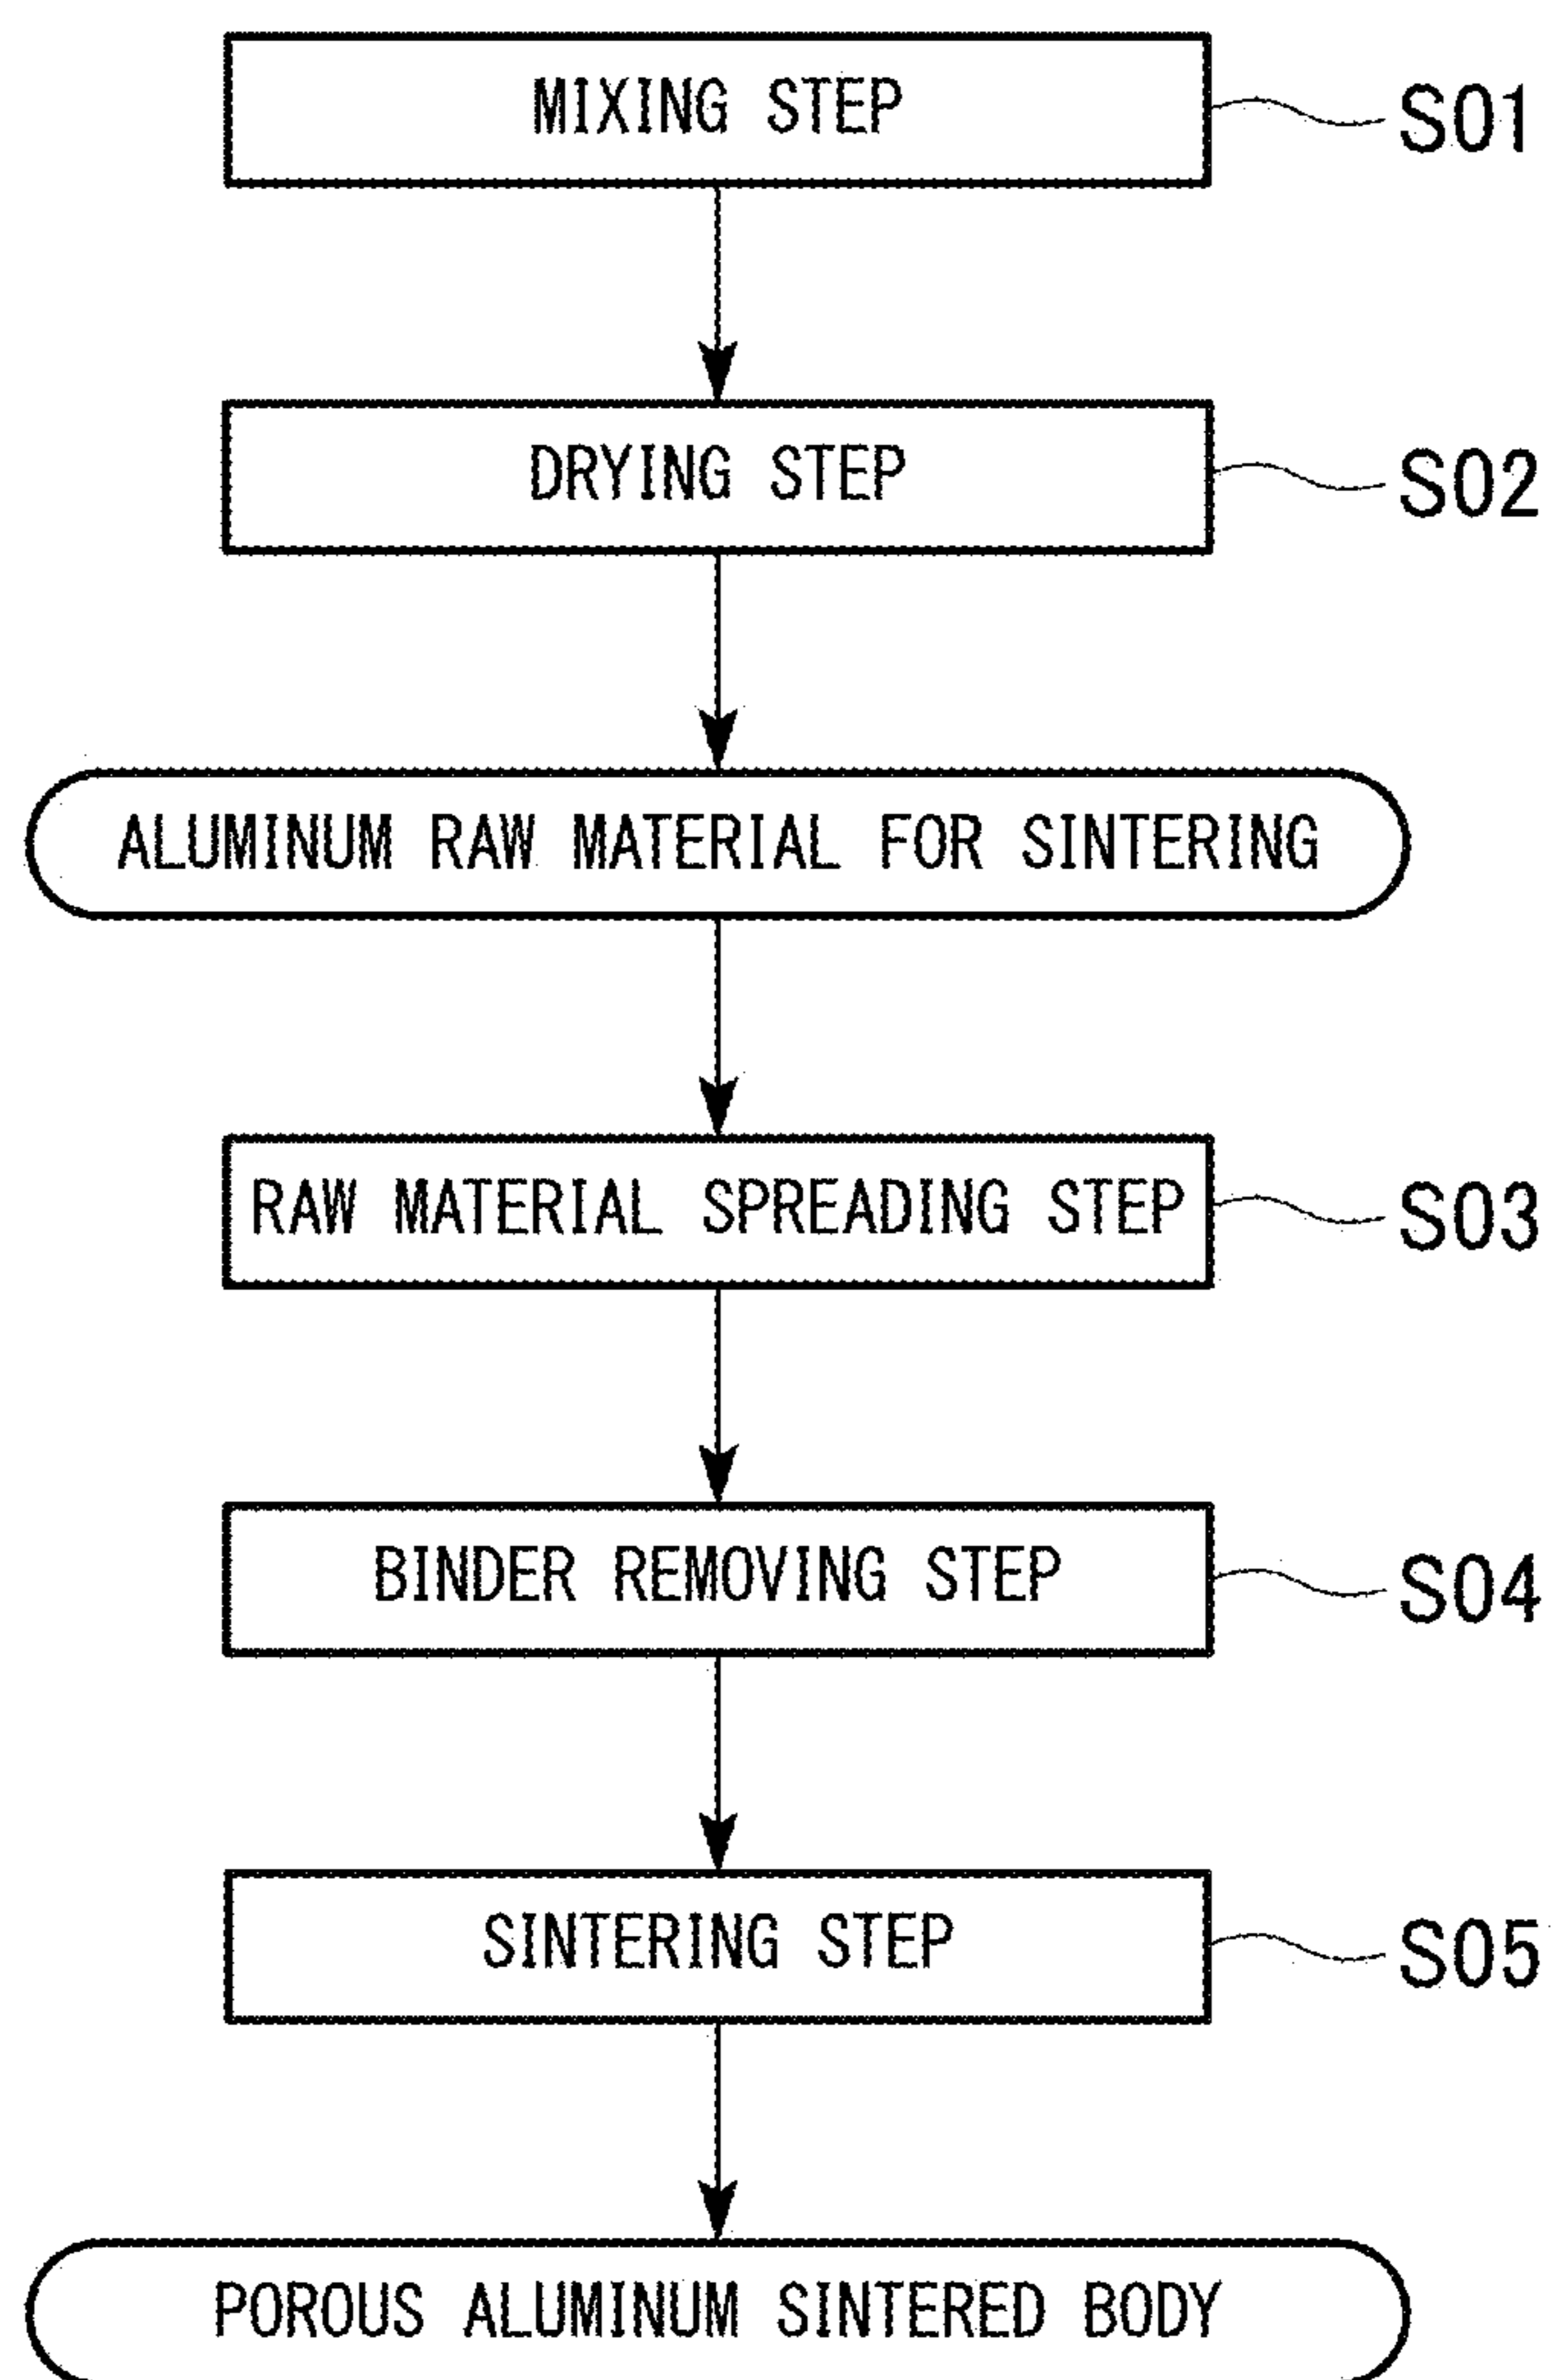 MIXING STEP
S01
DRYING STEP
S02
ALUMINUM RAW MATERIAL FOR SINTERING
RAW MATERIAL SPREADING STEP
S03
BINDER REMOVING STEP
S04
SINTERING STEP
S05
POROUS ALUMINUM SINTERED BODY